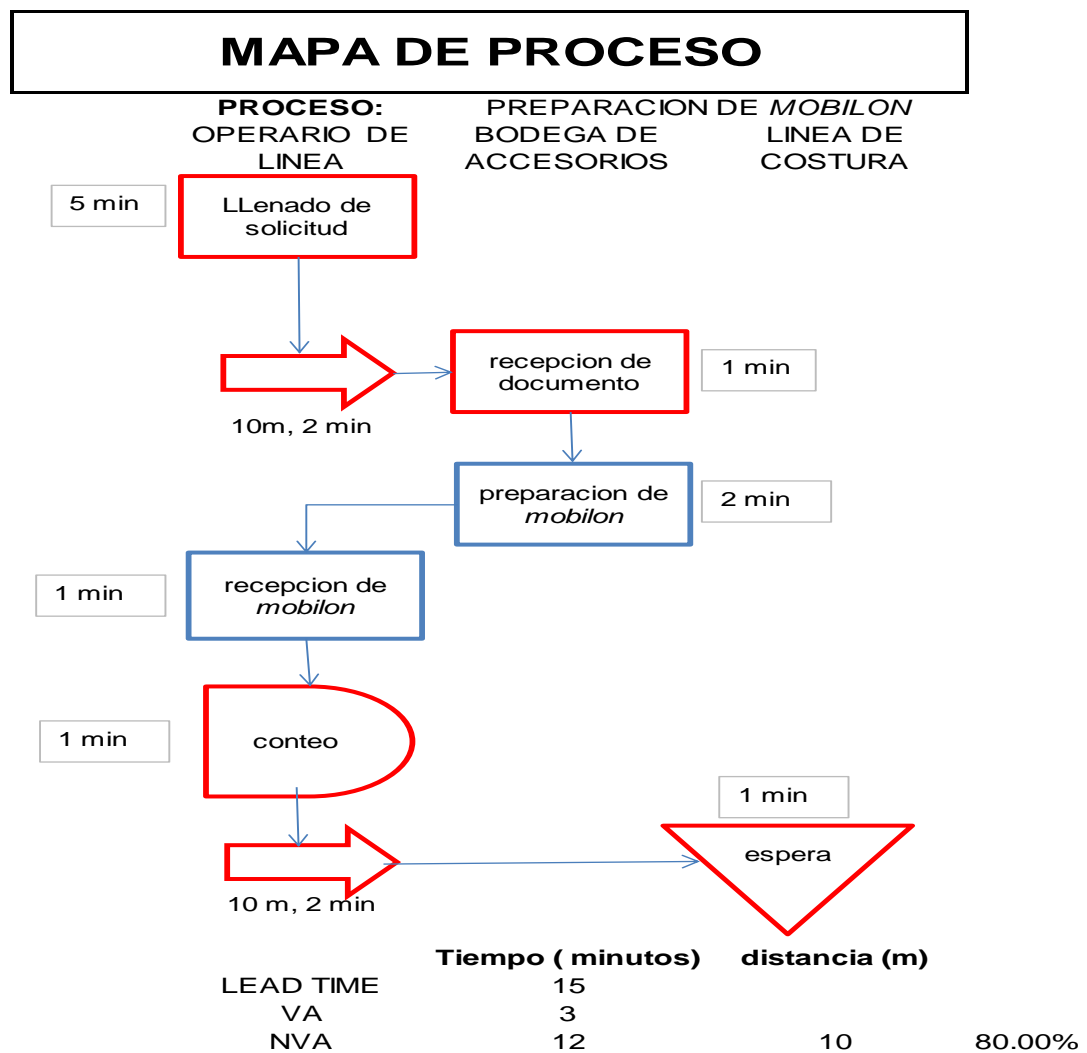 MAPA DE PROCESO
PROCESO: PREPARACION DE MOBILON
OPERARIO DE LINEA
BODEGA DE ACCESORIOS
LINEA DE COSTURA
5 min
LLenado de
solicitud
10m, 2 min
recepcion de
documento
1 min
preparacion de
mobilon
2 min
1 min
recepcion de
mobilon
1 min
conteo
10 m, 2 min
1 min
espera
Tiempo ( minutos) distancia (m)
LEAD TIME 15
VA 3
NVA 12 10 80.00%